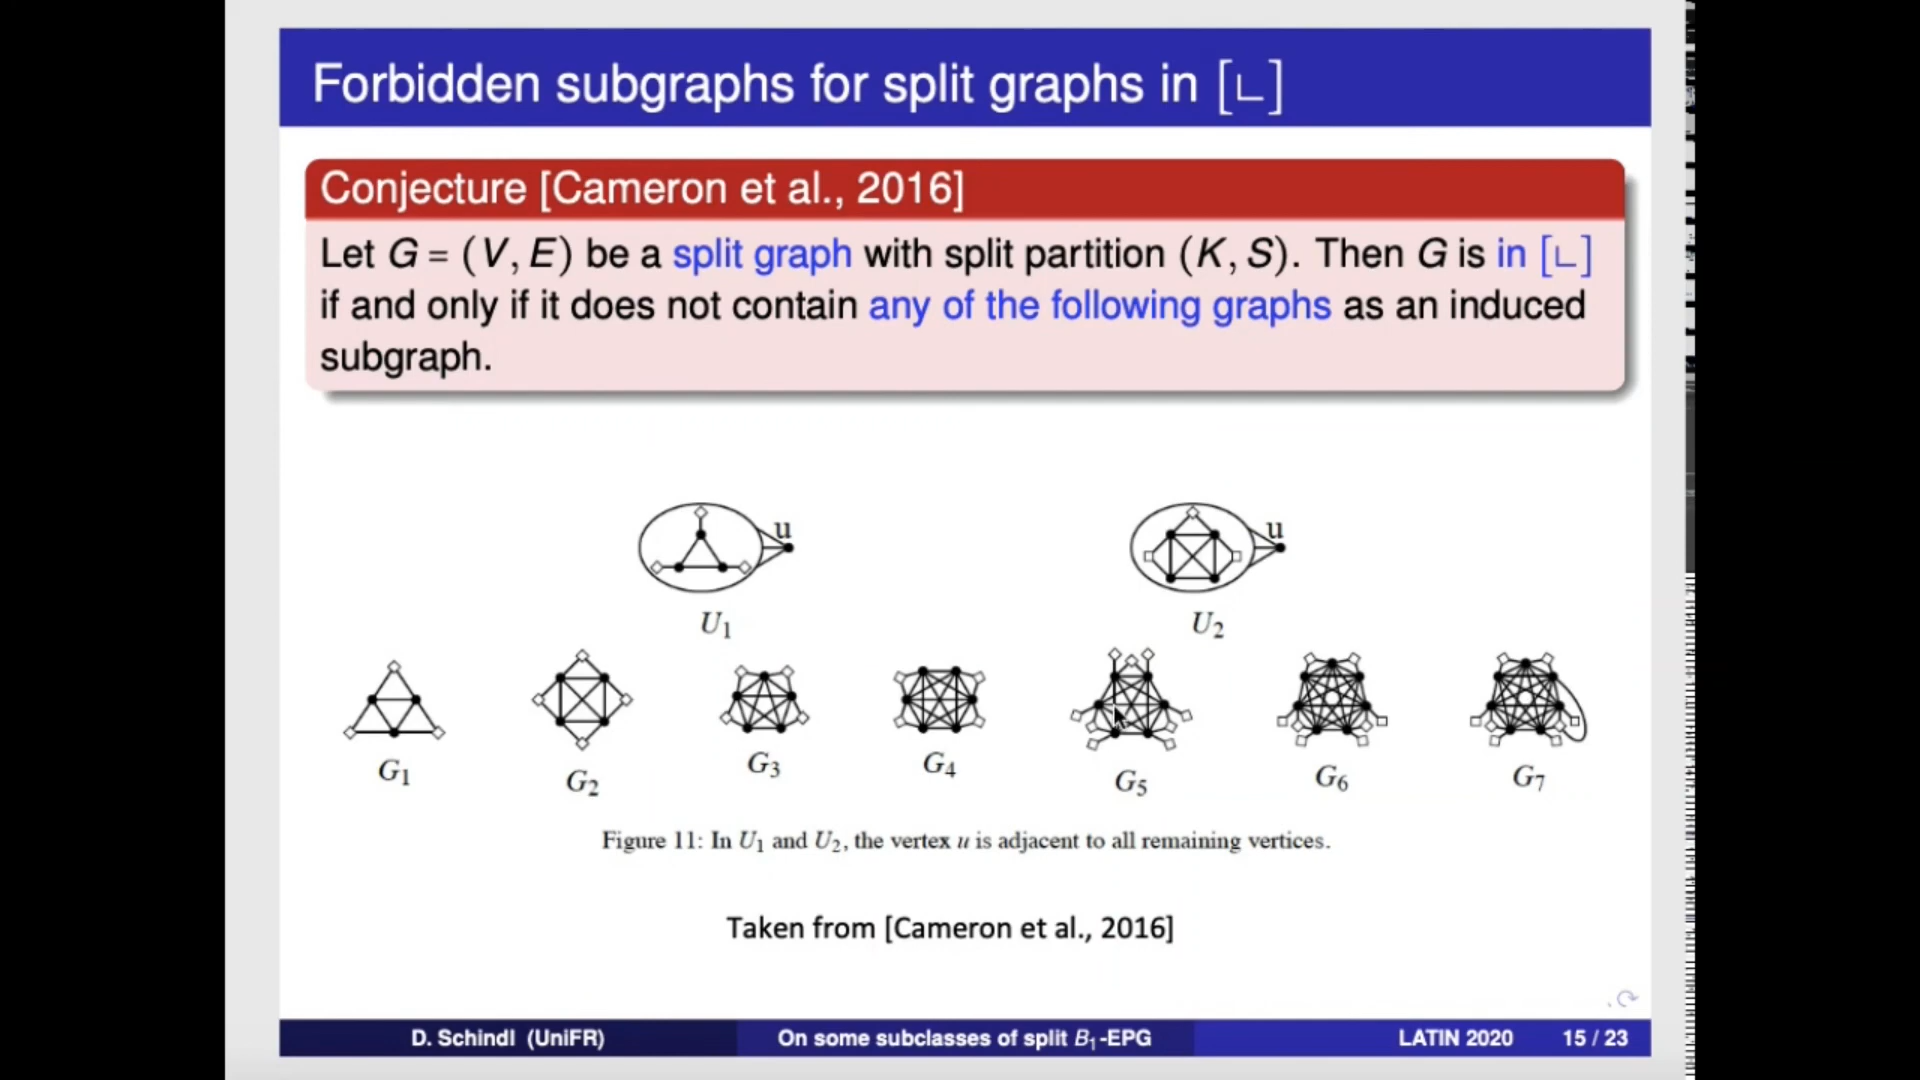 Forbidden subgraphs for split graphs in [∟]
Conjecture [Cameron et al., 2016]
Let G = (V, E) be a split graph with split partition (K, S). Then G is in [∟]
if and only if it does not contain any of the following graphs as an induced
subgraph.
u
u
U₁
U₂
G₁
G₂
G₃
G₄
G₅
G₆
G₇
Figure 11: In U₁ and U₂, the vertex u is adjacent to all remaining vertices.
Taken from [Cameron et al., 2016]
D. Schindl (UniFR)
On some subclasses of split B₁-EPG
LATIN 2020
15 / 23